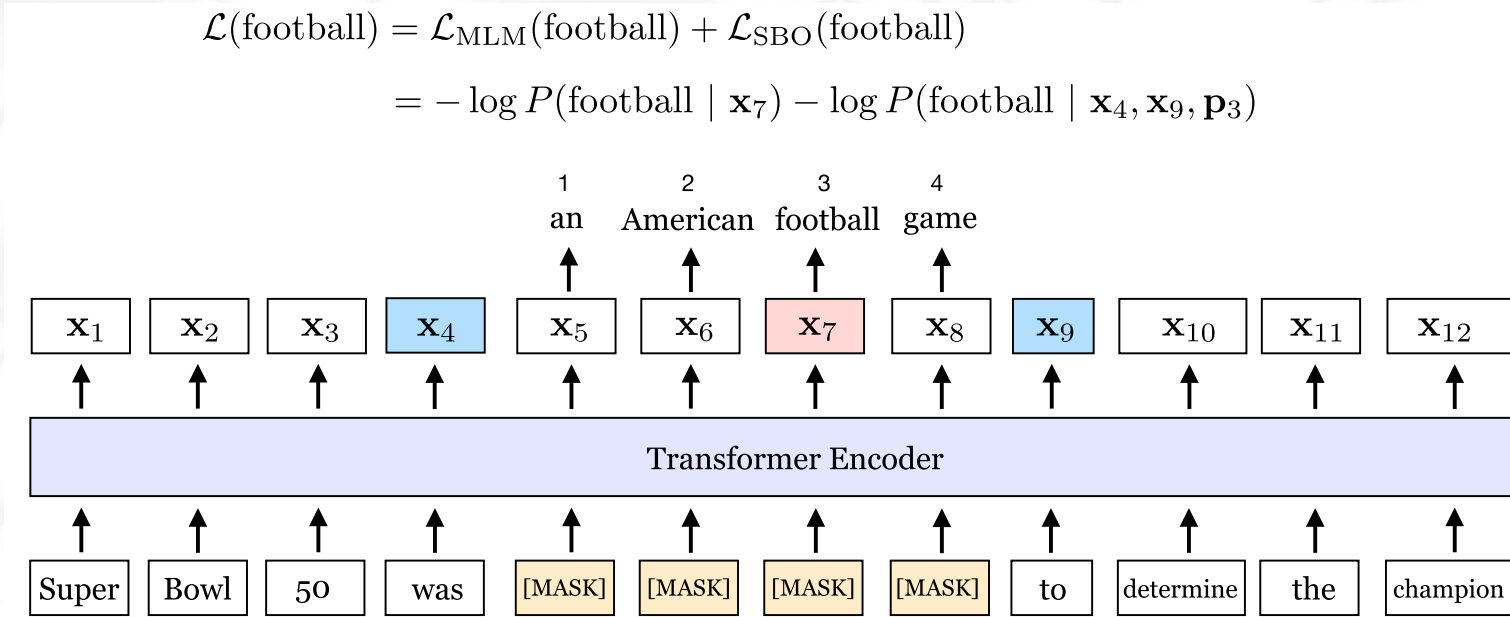 ℒ(football) = ℒ_MLM(football) + ℒ_SBO(football)
= − log P(football | 𝐱₇) − log P(football | 𝐱₄, 𝐱₉, 𝐩₃)
1 2 3 4
an American football game
𝐱₁ 𝐱₂ 𝐱₃ 𝐱₄ 𝐱₅ 𝐱₆ 𝐱₇ 𝐱₈ 𝐱₉ 𝐱₁₀ 𝐱₁₁ 𝐱₁₂
Transformer Encoder
Super Bowl 50 was [MASK] [MASK] [MASK] [MASK] to determine the champion